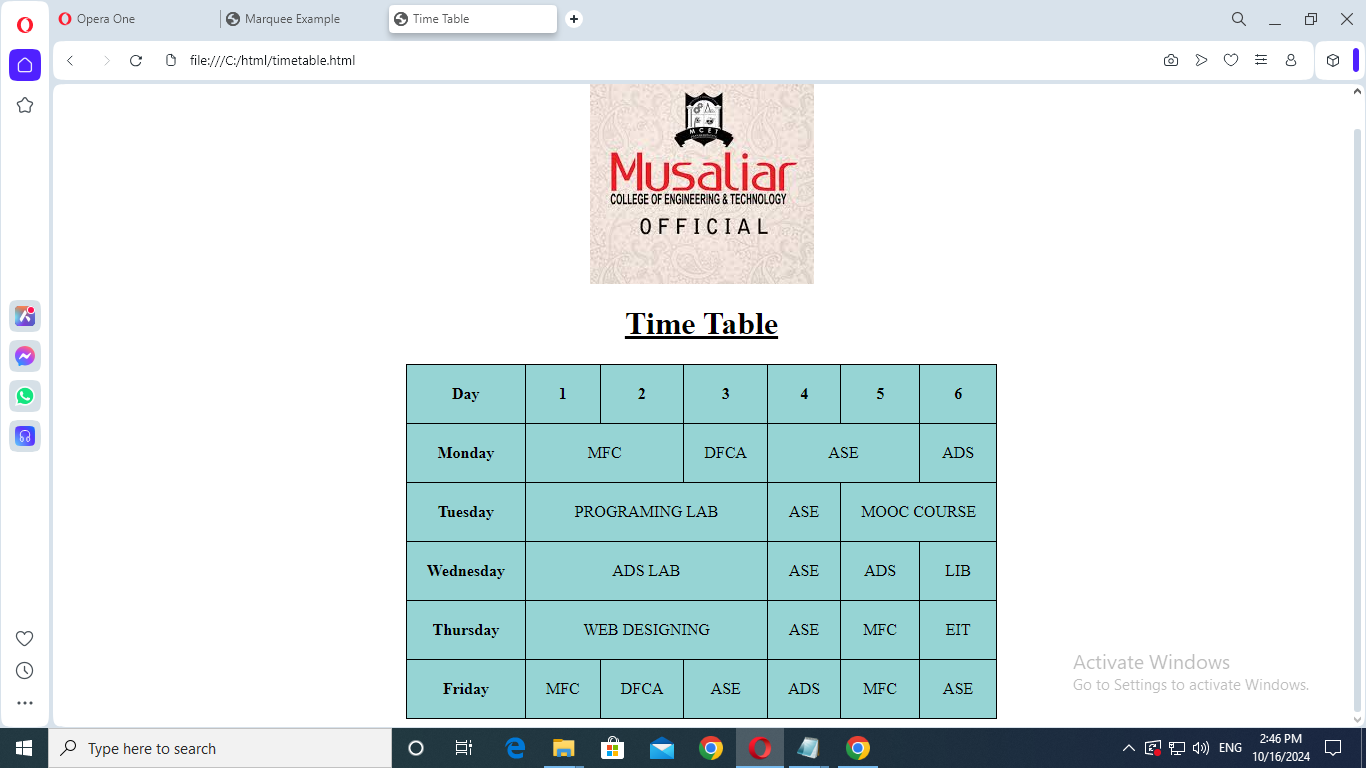 Opera One
Marquee Example
Time Table
file:///C:/html/timetable.html
MCET
Musaliar
COLLEGE OF ENGINEERING & TECHNOLOGY
OFFICIAL
Time Table
Day 1 2 3 4 5 6
Monday MFC DFCA ASE ADS
Tuesday PROGRAMING LAB ASE MOOC COURSE
Wednesday ADS LAB ASE ADS LIB
Thursday WEB DESIGNING ASE MFC EIT
Friday MFC DFCA ASE ADS MFC ASE
Activate Windows
Go to Settings to activate Windows.
Type here to search
ENG
2:46 PM
10/16/2024